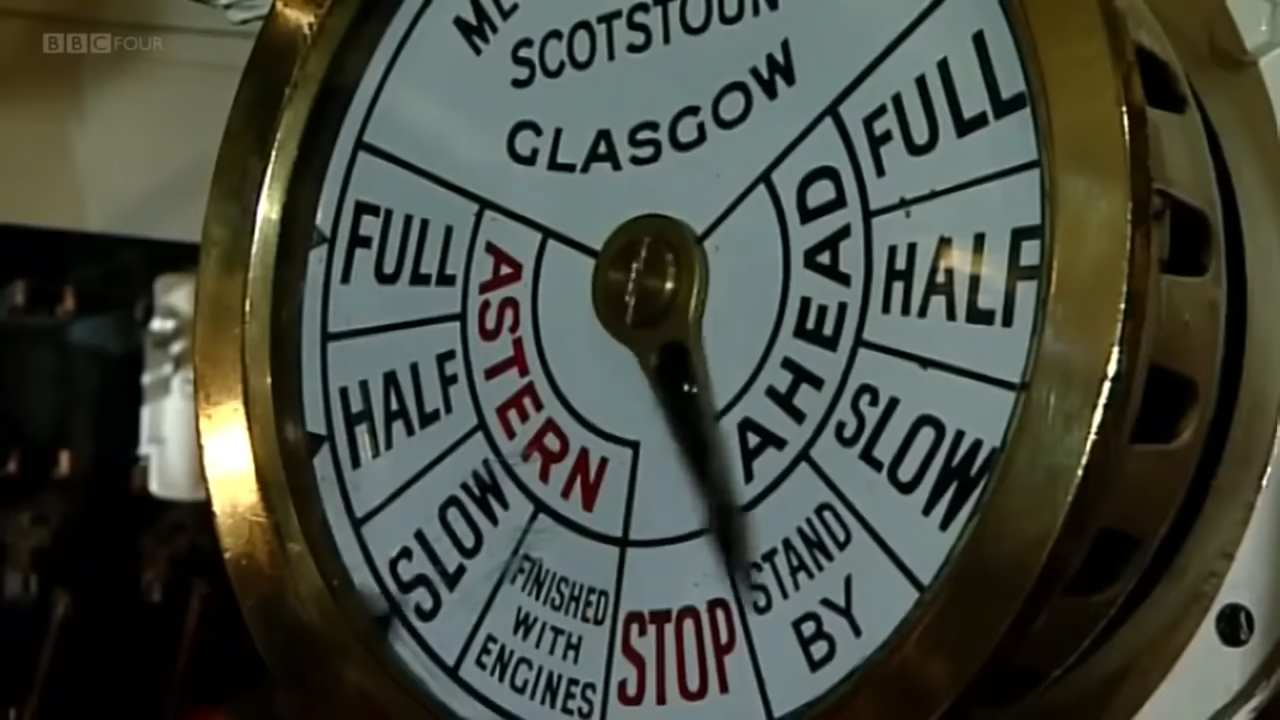 BBC FOUR
SCOTSTOUN
GLASGOW
FULL
HALF
SLOW
ASTERN
FINISHED
WITH
ENGINES
STOP
STAND
BY
AHEAD
SLOW
HALF
FULL